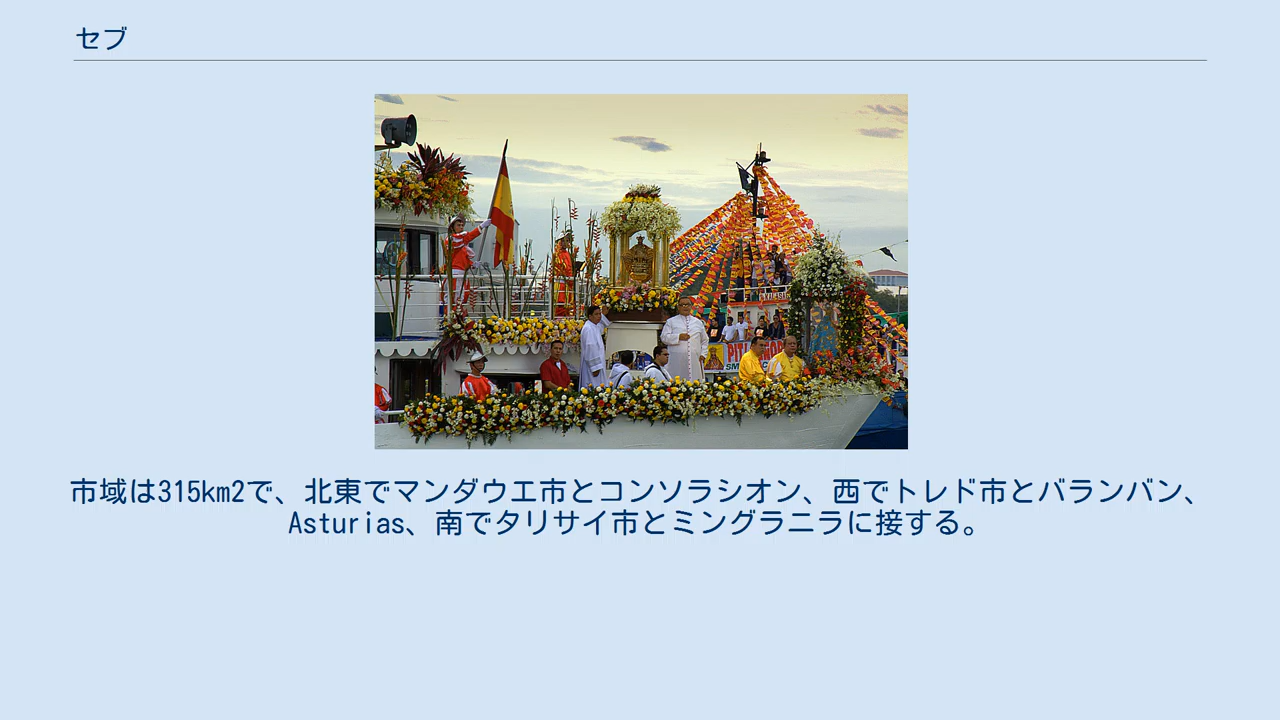 セブ
市域は315km2で、北東でマンダウエ市とコンソラシオン、西でトレド市とバランバン、
Asturias、南でタリサイ市とミングラニラに接する。